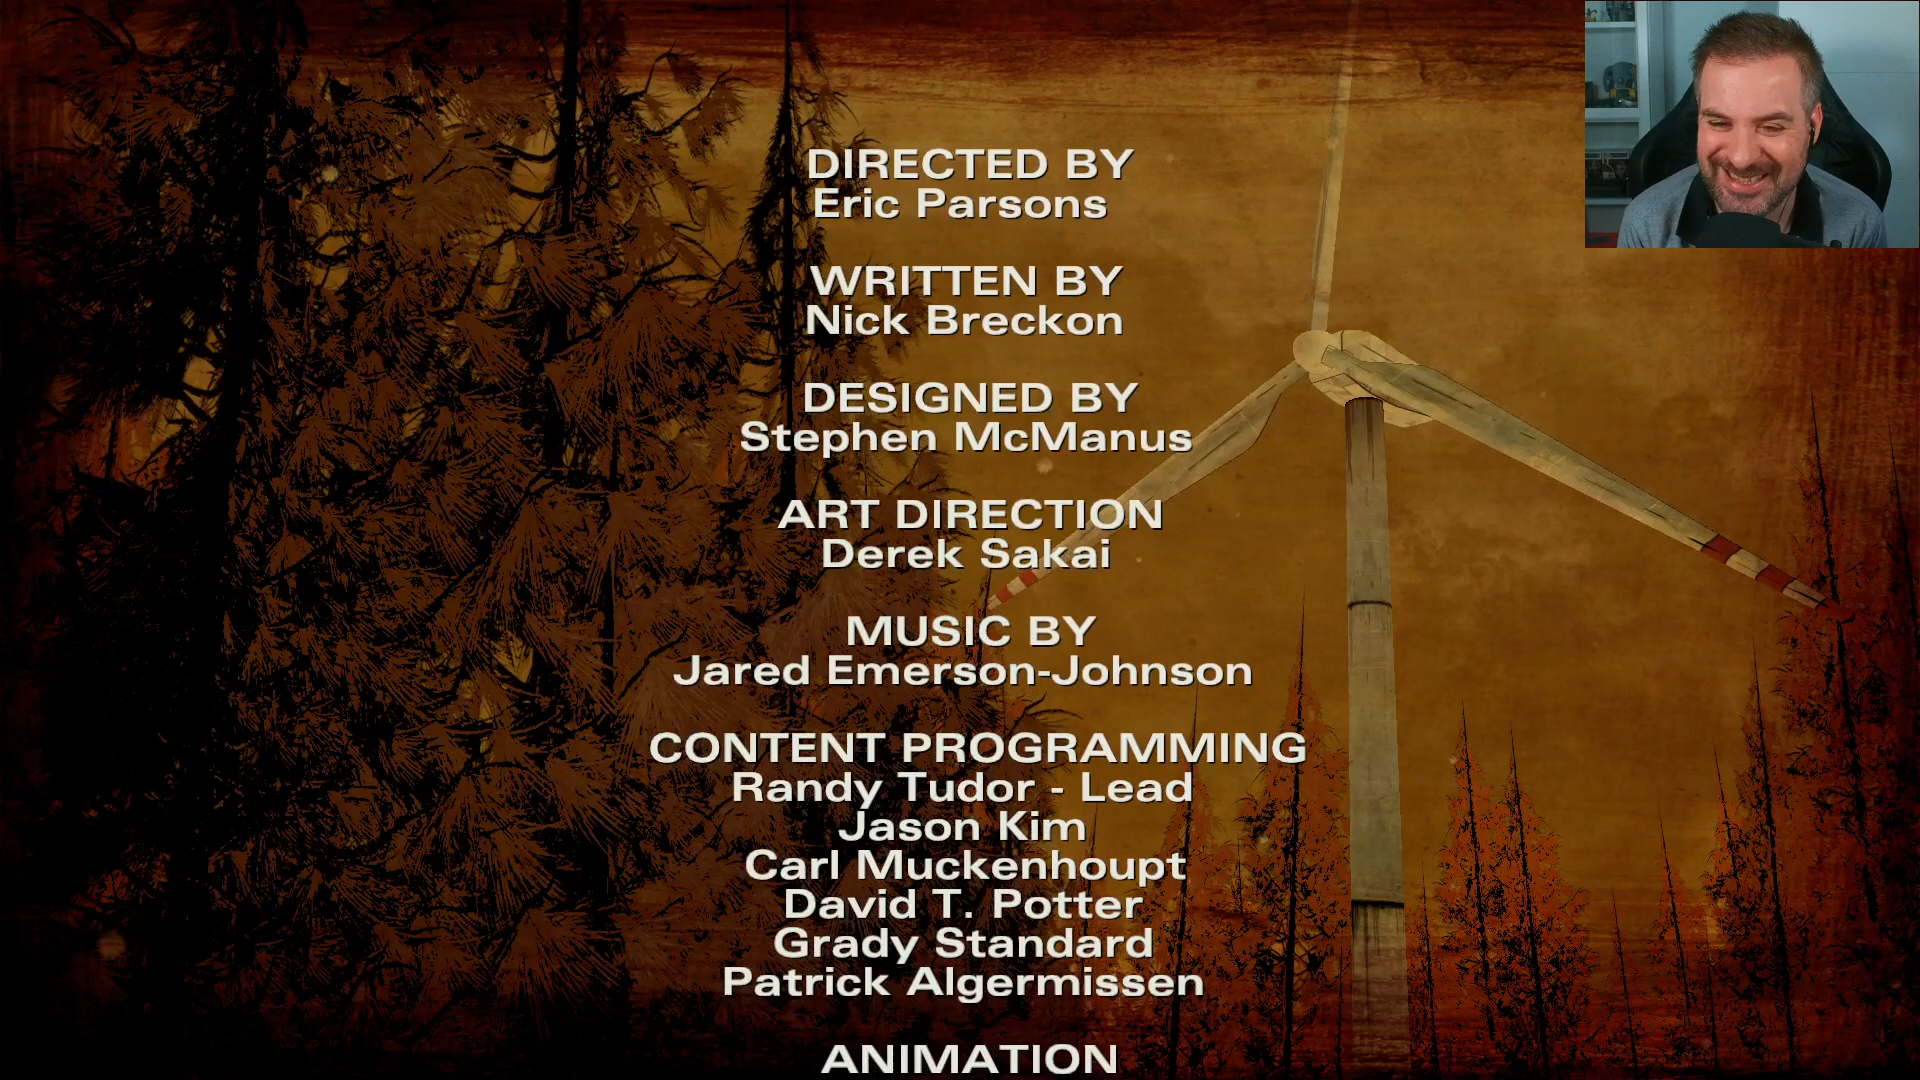 DIRECTED BY
Eric Parsons
WRITTEN BY
Nick Breckon
DESIGNED BY
Stephen McManus
ART DIRECTION
Derek Sakai
MUSIC BY
Jared Emerson-Johnson
CONTENT PROGRAMMING
Randy Tudor - Lead
Jason Kim
Carl Muckenhoupt
David T. Potter
Grady Standard
Patrick Algermissen
ANIMATION